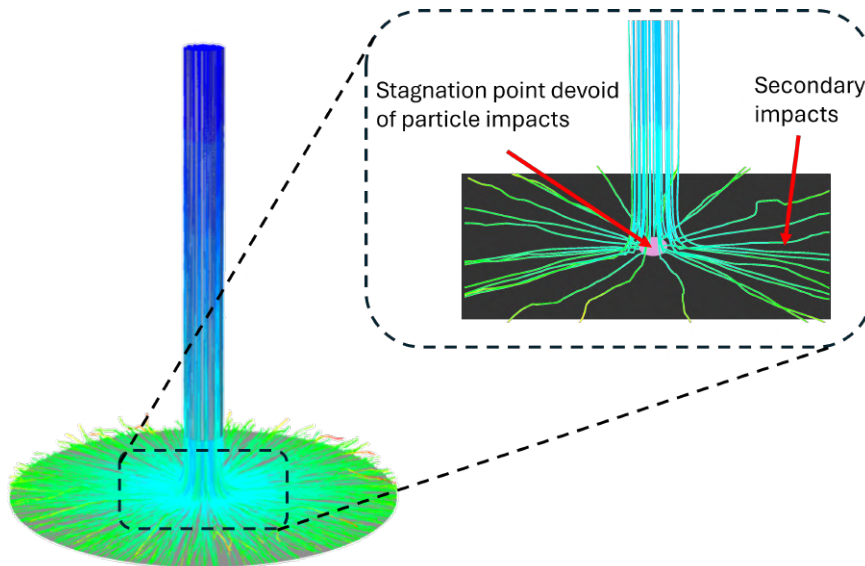 Stagnation point devoid
of particle impacts
Secondary
impacts